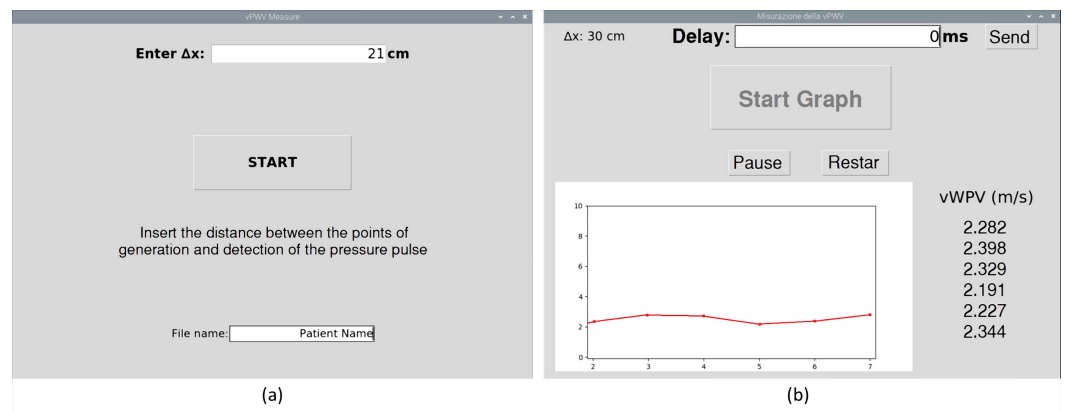 vPWV Measure
Enter Δx: 21 cm
START
Insert the distance between the points of
generation and detection of the pressure pulse
File name: Patient Name
(a)
Misurazione della vPWV
Δx: 30 cm Delay: 0 ms Send
Start Graph
Pause Restar
10
8
6
4
2
0
2 3 4 5 6 7
vWPV (m/s)
2.282
2.398
2.329
2.191
2.227
2.344
(b)